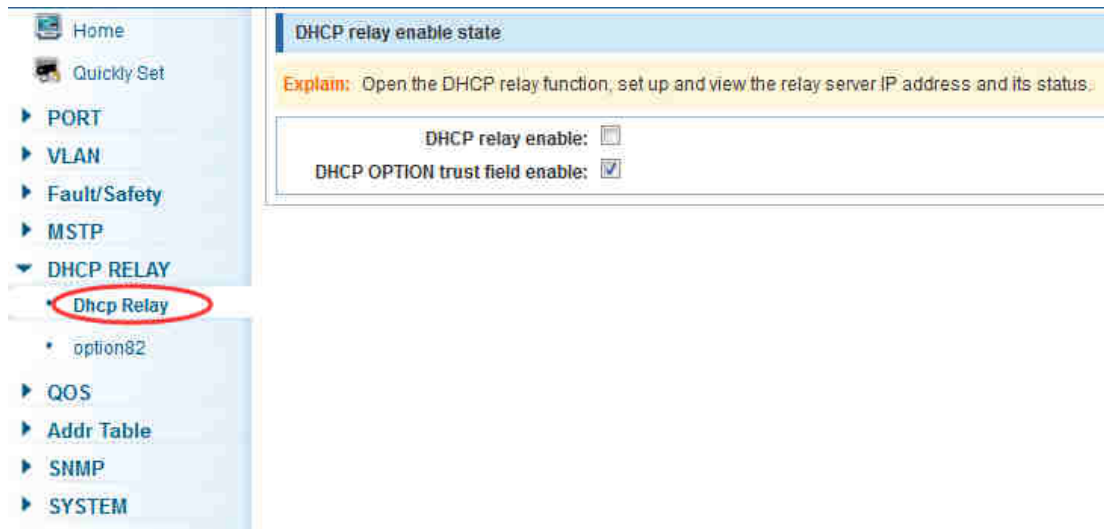 Home
Quickly Set
PORT
VLAN
Fault/Safety
MSTP
DHCP RELAY
Dhcp Relay
option82
QOS
Addr Table
SNMP
SYSTEM
DHCP relay enable state
Explain: Open the DHCP relay function, set up and view the relay server IP address and its status.
DHCP relay enable:
DHCP OPTION trust field enable: